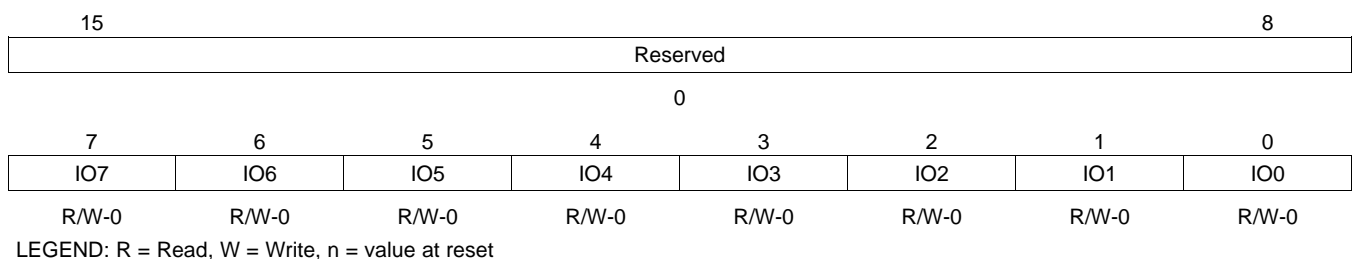 15 8
Reserved
0
7 6 5 4 3 2 1 0
IO7 IO6 IO5 IO4 IO3 IO2 IO1 IO0
R/W-0 R/W-0 R/W-0 R/W-0 R/W-0 R/W-0 R/W-0 R/W-0
LEGEND: R = Read, W = Write, n = value at reset